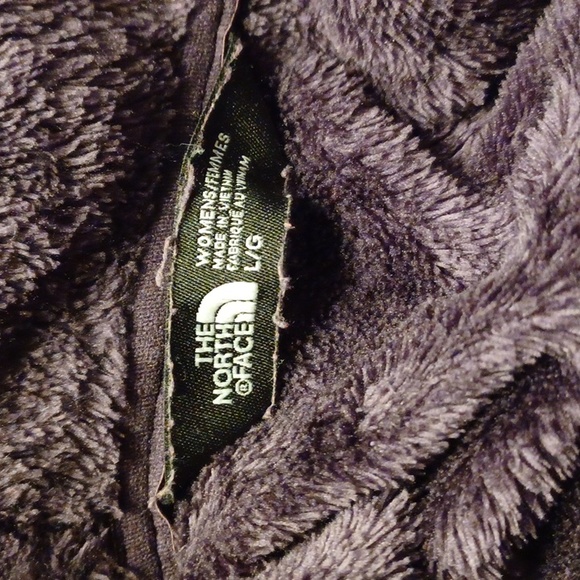 THE
NORTH
FACE®
WOMENS/FEMMES
MADE IN VIETNAM
FABRIQUE AU VIETNAM
L/G